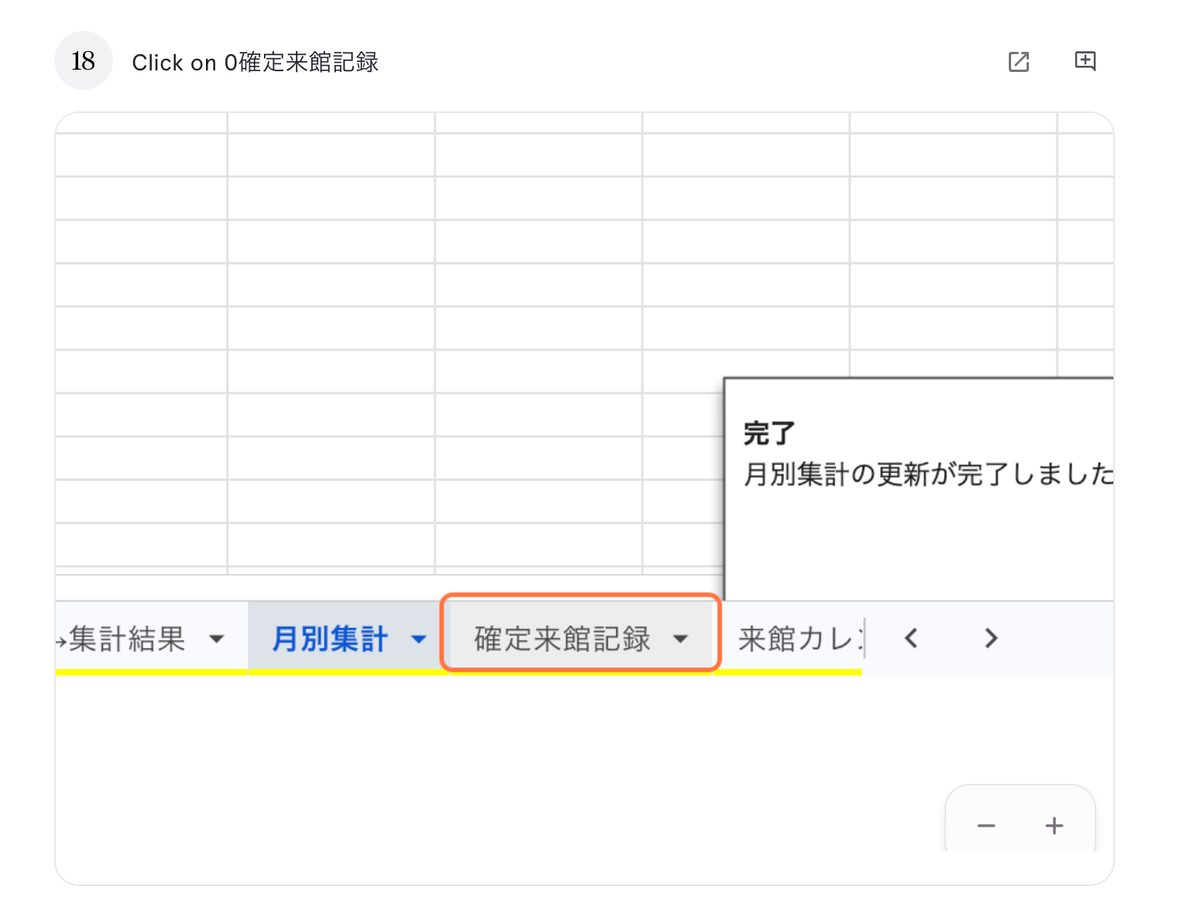 18
Click on 0確定来館記録
完了
月別集計の更新が完了しました
→集計結果 月別集計 確定来館記録 来館カレ